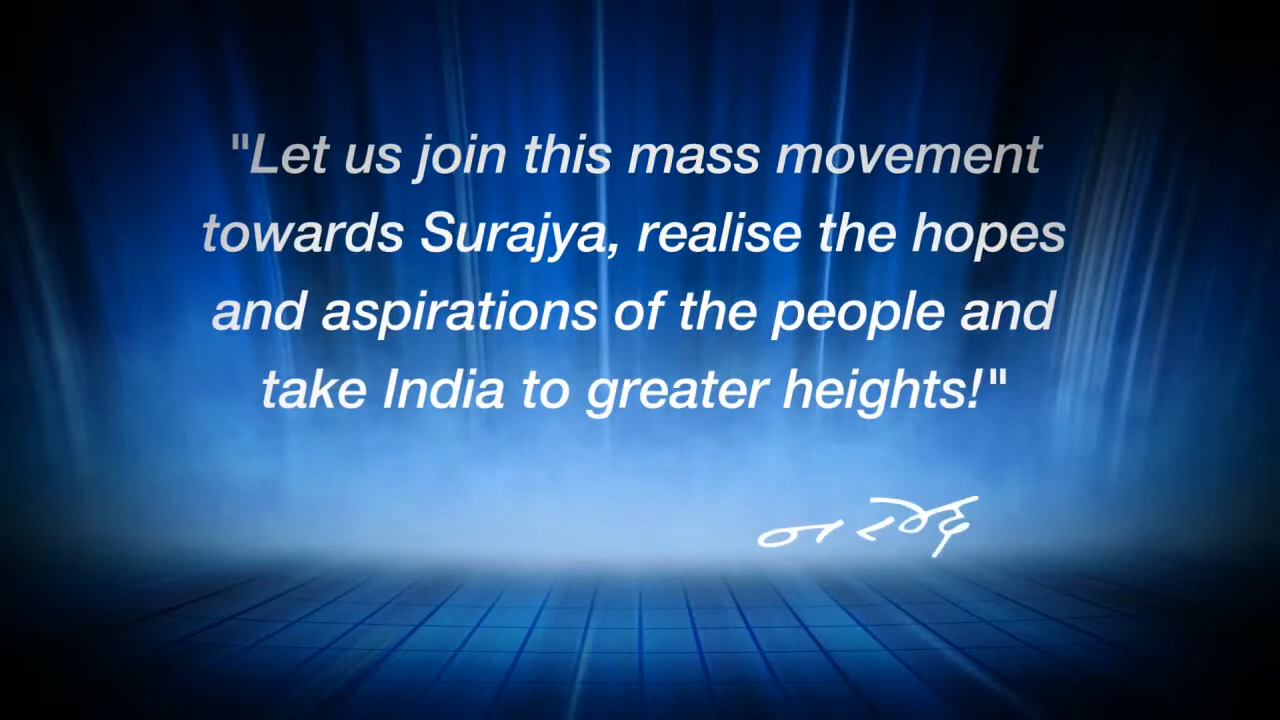 "Let us join this mass movement
towards Surajya, realise the hopes
and aspirations of the people and
take India to greater heights!"